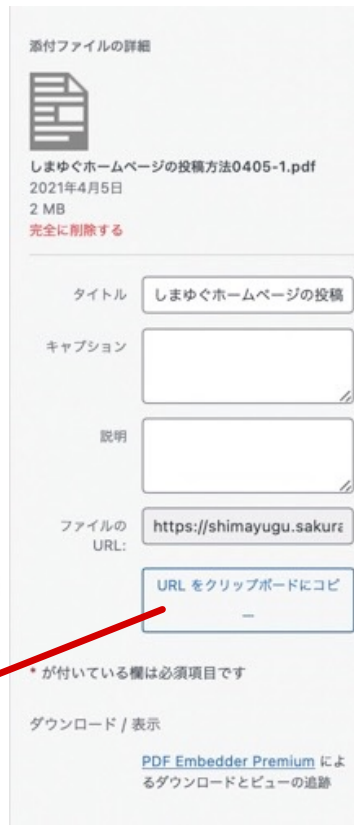 添付ファイルの詳細
しまゆぐホームページの投稿方法0405-1.pdf
2021年4月5日
2 MB
完全に削除する
タイトル
しまゆぐホームページの投稿
キャプション
説明
ファイルの
URL:
https://shimayugu.sakura
URL をクリップボードにコピ
ー
* が付いている欄は必須項目です
ダウンロード / 表示
PDF Embedder Premium によ
るダウンロードとビューの追跡